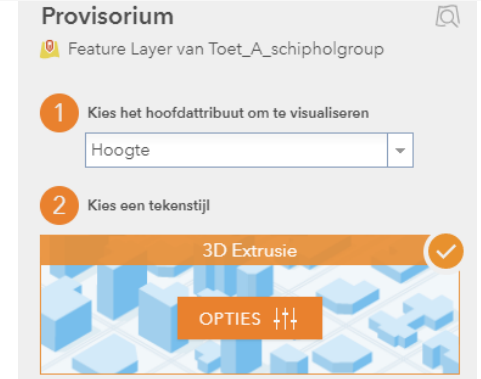 Provisorium
Feature Layer van Toet_A_schipholgroup
1 Kies het hoofdattribuut om te visualiseren
Hoogte
2 Kies een tekenstijl
3D Extrusie
OPTIES